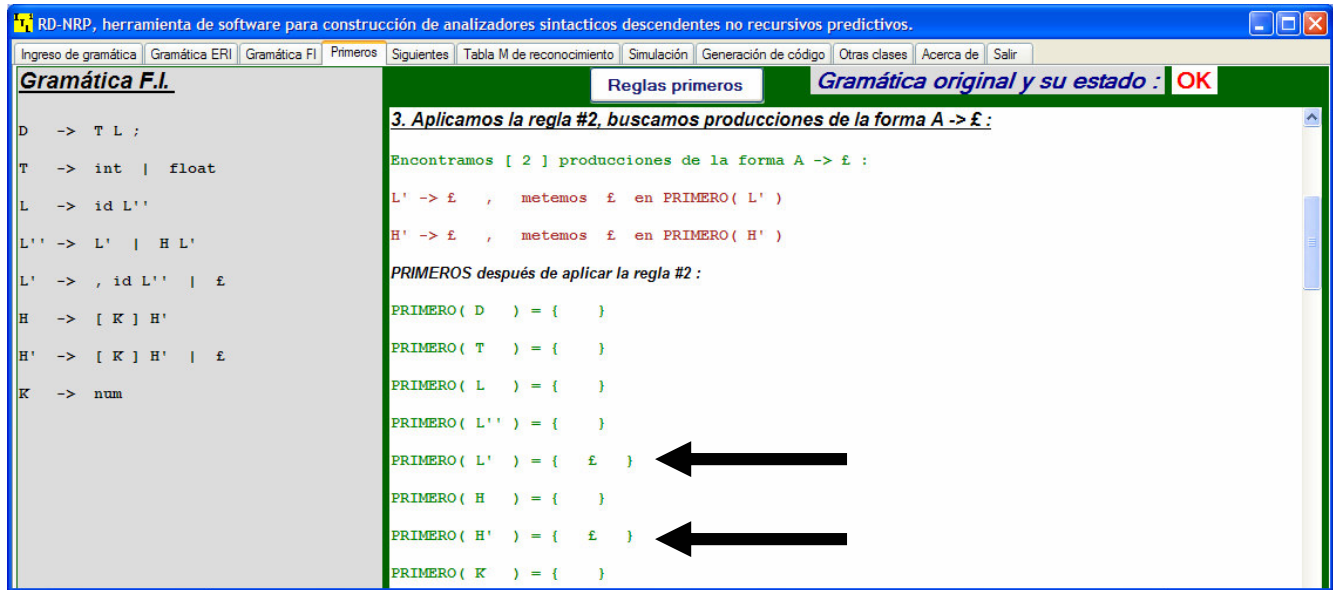 RD-NRP, herramienta de software para construcción de analizadores sintacticos descendentes no recursivos predictivos.
Ingreso de gramática Gramática ERI Gramática FI Primeros Siguientes Tabla M de reconocimiento Simulación Generación de código Otras clases Acerca de Salir
Gramática F.I.
D -> T L ;
T -> int | float
L -> id L''
L'' -> L' | H L'
L' -> , id L'' | £
H -> [ K ] H'
H' -> [ K ] H' | £
K -> num
Reglas primeros
Gramática original y su estado : OK
3. Aplicamos la regla #2, buscamos producciones de la forma A -> £ :
Encontramos [ 2 ] producciones de la forma A -> £ :
L' -> £ , metemos £ en PRIMERO( L' )
H' -> £ , metemos £ en PRIMERO( H' )
PRIMEROS después de aplicar la regla #2 :
PRIMERO( D ) = { }
PRIMERO( T ) = { }
PRIMERO( L ) = { }
PRIMERO( L'' ) = { }
PRIMERO( L' ) = { £ }
PRIMERO( H ) = { }
PRIMERO( H' ) = { £ }
PRIMERO( K ) = { }